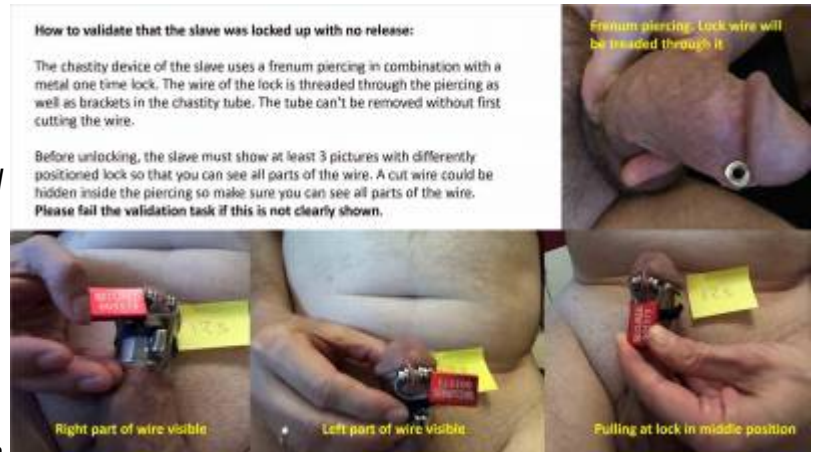 How to validate that the slave was locked up with no release:
The chastity device of the slave uses a frenum piercing in combination with a
metal one time lock. The wire of the lock is threaded through the piercing as
well as brackets in the chastity tube. The tube can't be removed without first
cutting the wire.
Before unlocking, the slave must show at least 3 pictures with differently
positioned lock so that you can see all parts of the wire. A cut wire could be
hidden inside the piercing so make sure you can see all parts of the wire.
Please fail the validation task if this is not clearly shown.
Frenum piercing. Lock wire will
be treaded through it
Right part of wire visible
Left part of wire visible
Pulling at lock in middle position